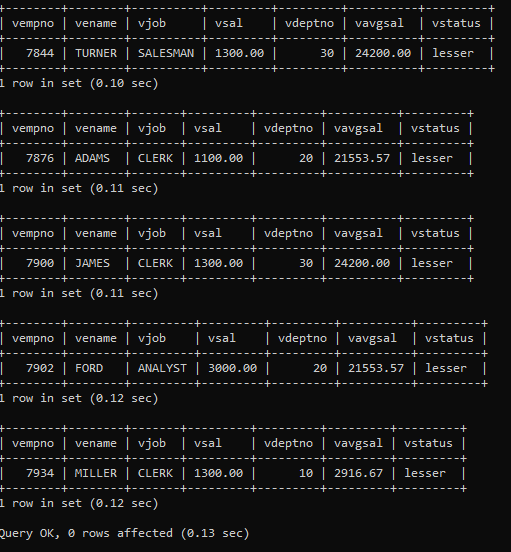 +--------+--------+----------+---------+---------+----------+---------+
| vempno | vename | vjob     | vsal    | vdeptno | vavgsal  | vstatus |
+--------+--------+----------+---------+---------+----------+---------+
|   7844 | TURNER | SALESMAN | 1300.00 |      30 | 24200.00 | lesser  |
+--------+--------+----------+---------+---------+----------+---------+
1 row in set (0.10 sec)

+--------+--------+-------+---------+---------+----------+---------+
| vempno | vename | vjob  | vsal    | vdeptno | vavgsal  | vstatus |
+--------+--------+-------+---------+---------+----------+---------+
|   7876 | ADAMS  | CLERK | 1100.00 |      20 | 21553.57 | lesser  |
+--------+--------+-------+---------+---------+----------+---------+
1 row in set (0.11 sec)

+--------+--------+-------+---------+---------+----------+---------+
| vempno | vename | vjob  | vsal    | vdeptno | vavgsal  | vstatus |
+--------+--------+-------+---------+---------+----------+---------+
|   7900 | JAMES  | CLERK | 1300.00 |      30 | 24200.00 | lesser  |
+--------+--------+-------+---------+---------+----------+---------+
1 row in set (0.11 sec)

+--------+--------+---------+---------+---------+----------+---------+
| vempno | vename | vjob    | vsal    | vdeptno | vavgsal  | vstatus |
+--------+--------+---------+---------+---------+----------+---------+
|   7902 | FORD   | ANALYST | 3000.00 |      20 | 21553.57 | lesser  |
+--------+--------+---------+---------+---------+----------+---------+
1 row in set (0.12 sec)

+--------+--------+-------+---------+---------+---------+---------+
| vempno | vename | vjob  | vsal    | vdeptno | vavgsal | vstatus |
+--------+--------+-------+---------+---------+---------+---------+
|   7934 | MILLER | CLERK | 1300.00 |      10 | 2916.67 | lesser  |
+--------+--------+-------+---------+---------+---------+---------+
1 row in set (0.12 sec)

Query OK, 0 rows affected (0.13 sec)